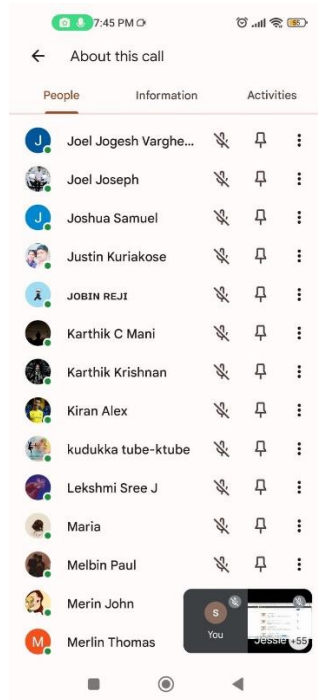 7:45 PM
55
About this call
People Information Activities
J Joel Jogesh Varghe...
Joel Joseph
J Joshua Samuel
Justin Kuriakose
JOBIN REJI
Karthik C Mani
Karthik Krishnan
Kiran Alex
kudukka tube-ktube
Lekshmi Sree J
Maria
Melbin Paul
Merin John
S
You
Jessie +55
M Merlin Thomas